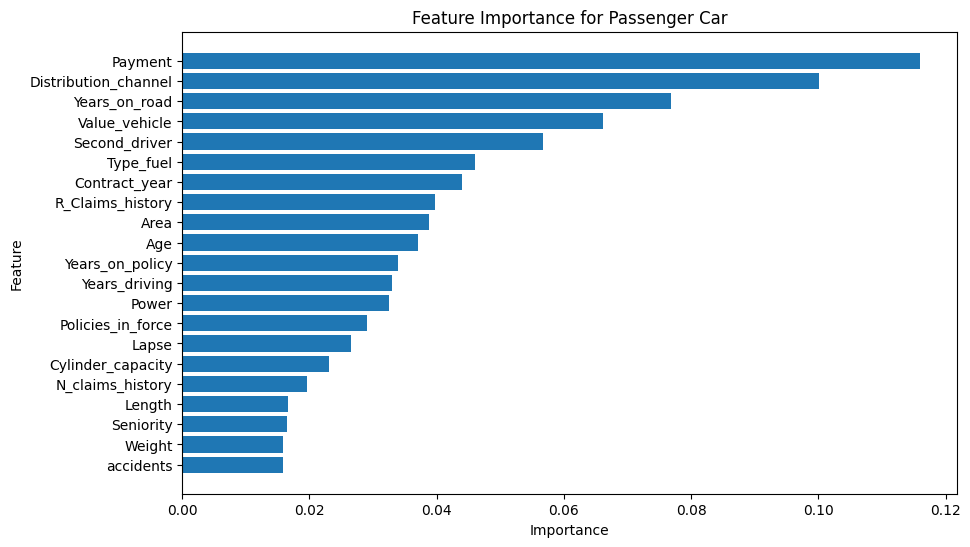 Feature Importance for Passenger Car
Feature
Payment
Distribution_channel
Years_on_road
Value_vehicle
Second_driver
Type_fuel
Contract_year
R_Claims_history
Area
Age
Years_on_policy
Years_driving
Power
Policies_in_force
Lapse
Cylinder_capacity
N_claims_history
Length
Seniority
Weight
accidents
0.00 0.02 0.04 0.06 0.08 0.10 0.12
Importance